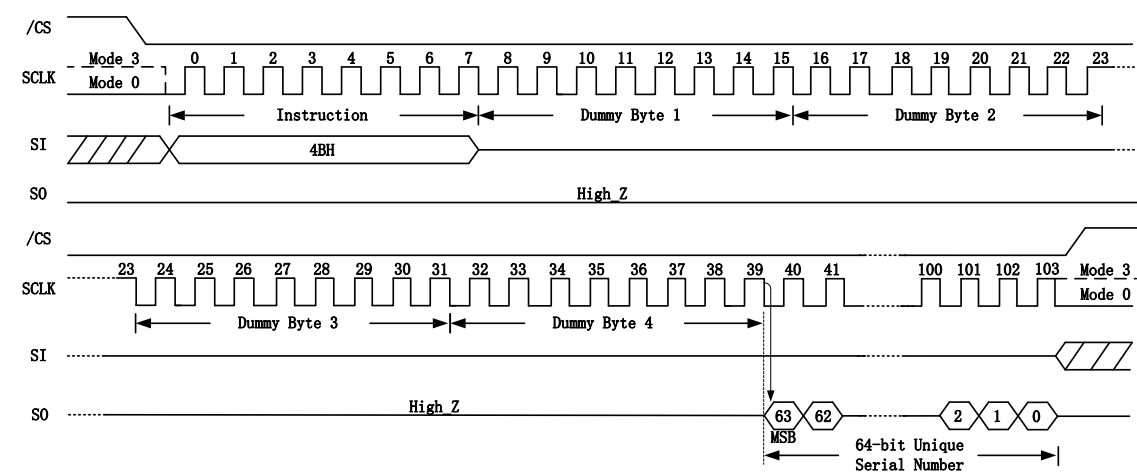 /CS
Mode 3 0 1 2 3 4 5 6 7 8 9 10 11 12 13 14 15 16 17 18 19 20 21 22 23
SCLK
Mode 0
Instruction Dummy Byte 1 Dummy Byte 2
SI
4BH
SO High_Z
/CS
23 24 25 26 27 28 29 30 31 32 33 34 35 36 37 38 39 40 41 100 101 102 103 Mode 3
SCLK
Mode 0
Dummy Byte 3 Dummy Byte 4
SI
High_Z
SO 63 62 2 1 0
MSB
64-bit Unique
Serial Number